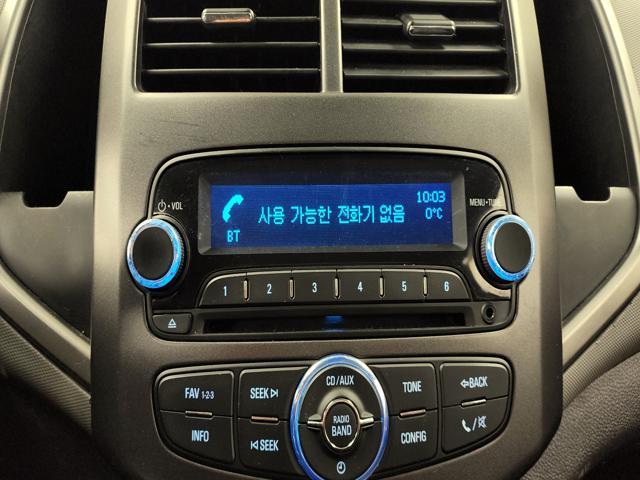 10:03
사용 가능한 전화기 없음
0°C
BT
VOL
MENU•TUNE
1 2 3 4 5 6
FAV 1-2-3
SEEK
CD/AUX
TONE
BACK
RADIO
BAND
INFO
SEEK
CONFIG